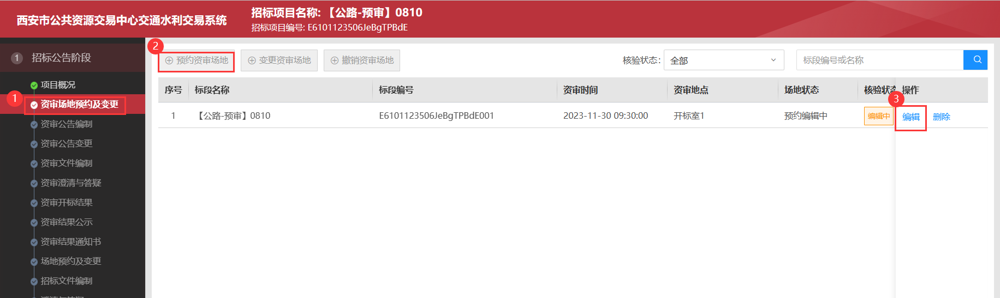 西安市公共资源交易中心交通水利交易系统
招标项目名称: 【公路-预审】0810
招标项目编号: E6101123506JeBgTPBdE
1 招标公告阶段
项目概况
1
资审场地预约及变更
资审公告编制
资审公告变更
资审文件编制
资审澄清与答疑
资审开标结果
资审结果公示
资审结果通知书
场地预约及变更
招标文件编制
2
预约资审场地 变更资审场地 撤销资审场地 核验状态: 全部 标段编号或名称
序号 标段名称 标段编号 资审时间 资审地点 场地状态 核验状态 操作
3
1 【公路-预审】0810 E6101123506JeBgTPBdE001 2023-11-30 09:30:00 开标室1 预约编辑中 编辑中 编辑 删除